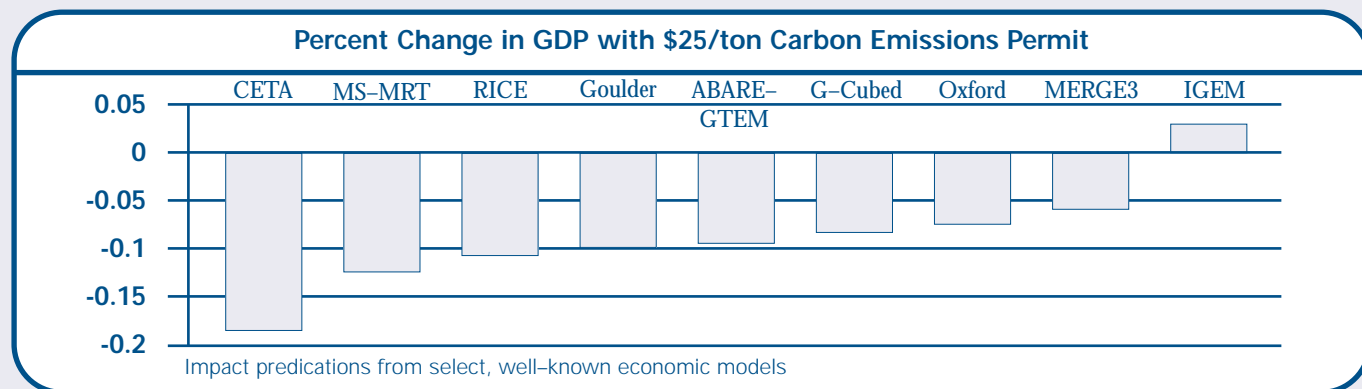 Percent Change in GDP with $25/ton Carbon Emissions Permit
CETA MS–MRT RICE Goulder ABARE– G–Cubed Oxford MERGE3 IGEM
GTEM
0.05
0
-0.05
-0.1
-0.15
-0.2
Impact predications from select, well–known economic models